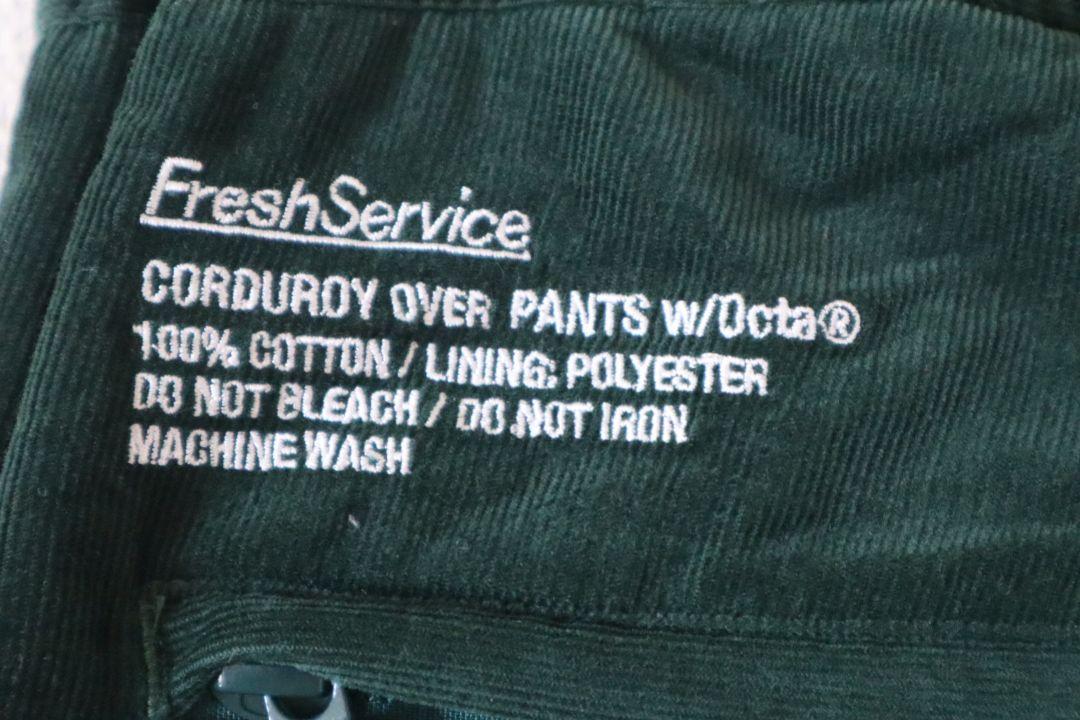 FreshService
CORDUROY OVER PANTS w/Octa®
100% COTTON / LINING: POLYESTER
DO NOT BLEACH / DO NOT IRON
MACHINE WASH